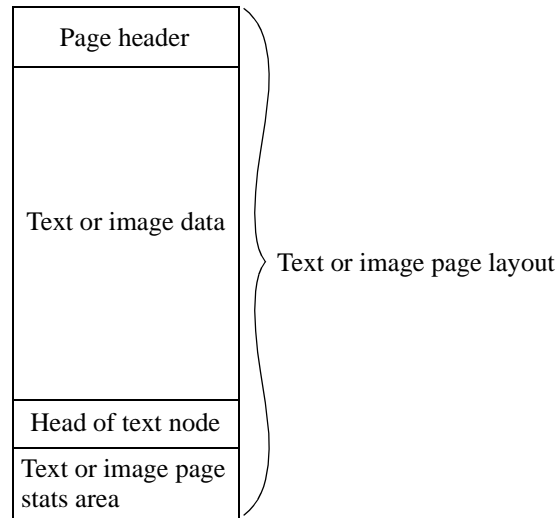 Page header
Text or image data
Text or image page layout
Head of text node
Text or image page
stats area